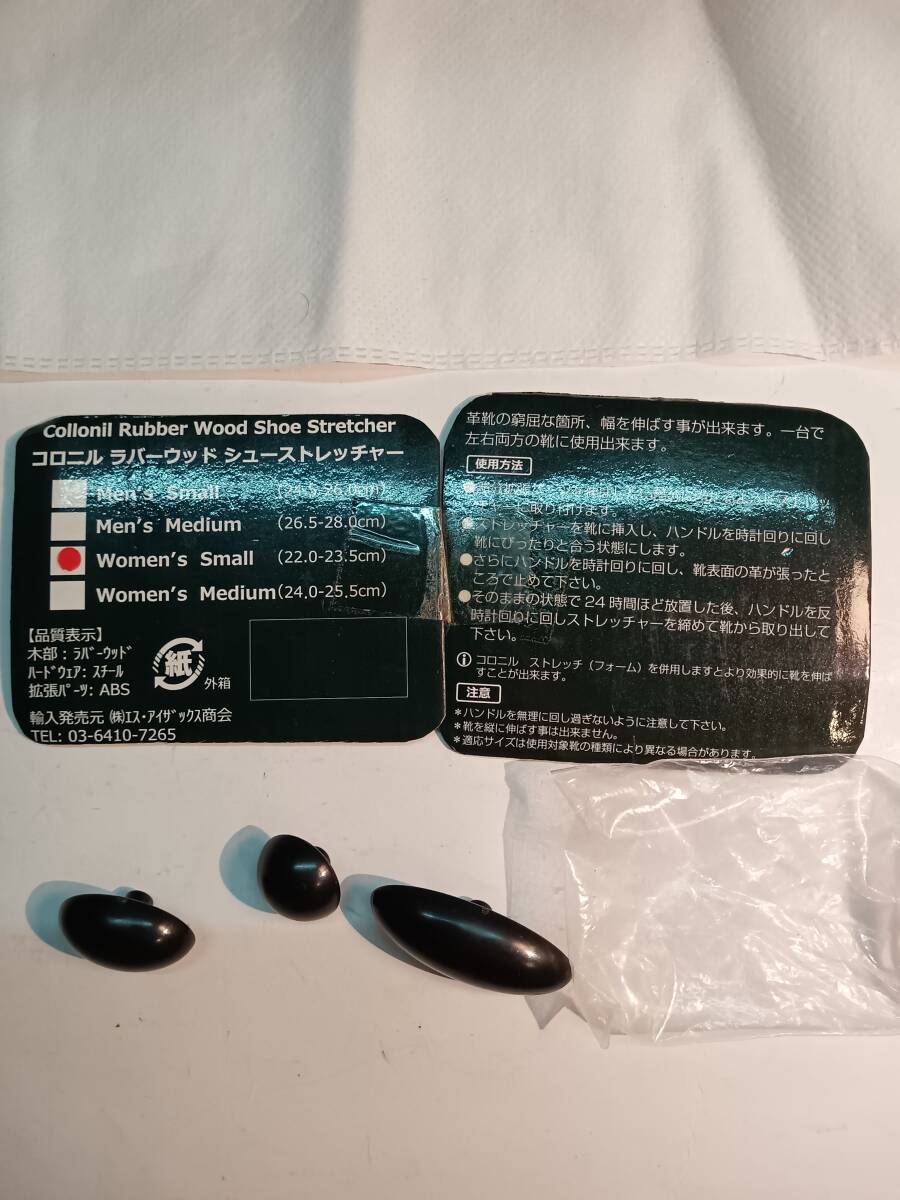 Collonil Rubber Wood Shoe Stretcher
コロニル ラバーウッド シューストレッチャー
Men's Small (24.5-26.0cm)
Men's Medium (26.5-28.0cm)
Women's Small (22.0-23.5cm)
Women's Medium(24.0-25.5cm)
【品質表示】
木部:ラバーウッド
ハードウェア:スチール
拡張パーツ:ABS
紙
外箱
輸入発売元 ㈱エス・アイザックス商会
TEL: 03-6410-7265
革靴の窮屈な箇所、幅を伸ばす事が出来ます。一台で
左右両方の靴に使用出来ます。
使用方法
に取り付けます。
●ストレッチャーを靴に挿入し、ハンドルを時計回りに回し
靴にぴったりと合う状態にします。
●さらにハンドルを時計回りに回し、靴表面の革が張ったと
ころで止めて下さい。
●そのままの状態で24時間ほど放置した後、ハンドルを反
時計回りに回しストレッチャーを締めて靴から取り出して
下さい。
ⓘ コロニル ストレッチ(フォーム)を併用しますとより効果的に靴を伸ば
すことが出来ます。
注意
*ハンドルを無理に回し過ぎないように注意して下さい。
*靴を縦に伸ばす事は出来ません。
*適応サイズは使用対象靴の種類により異なる場合があります。